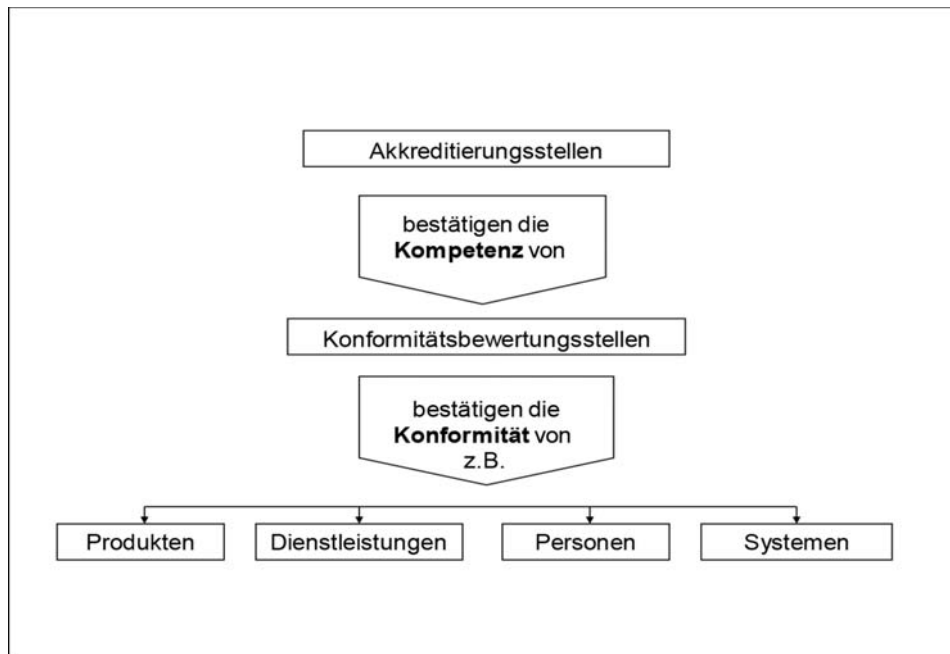 Akkreditierungsstellen
bestätigen die
Kompetenz von
Konformitätsbewertungsstellen
bestätigen die
Konformität von
z.B.
Produkten
Dienstleistungen
Personen
Systemen